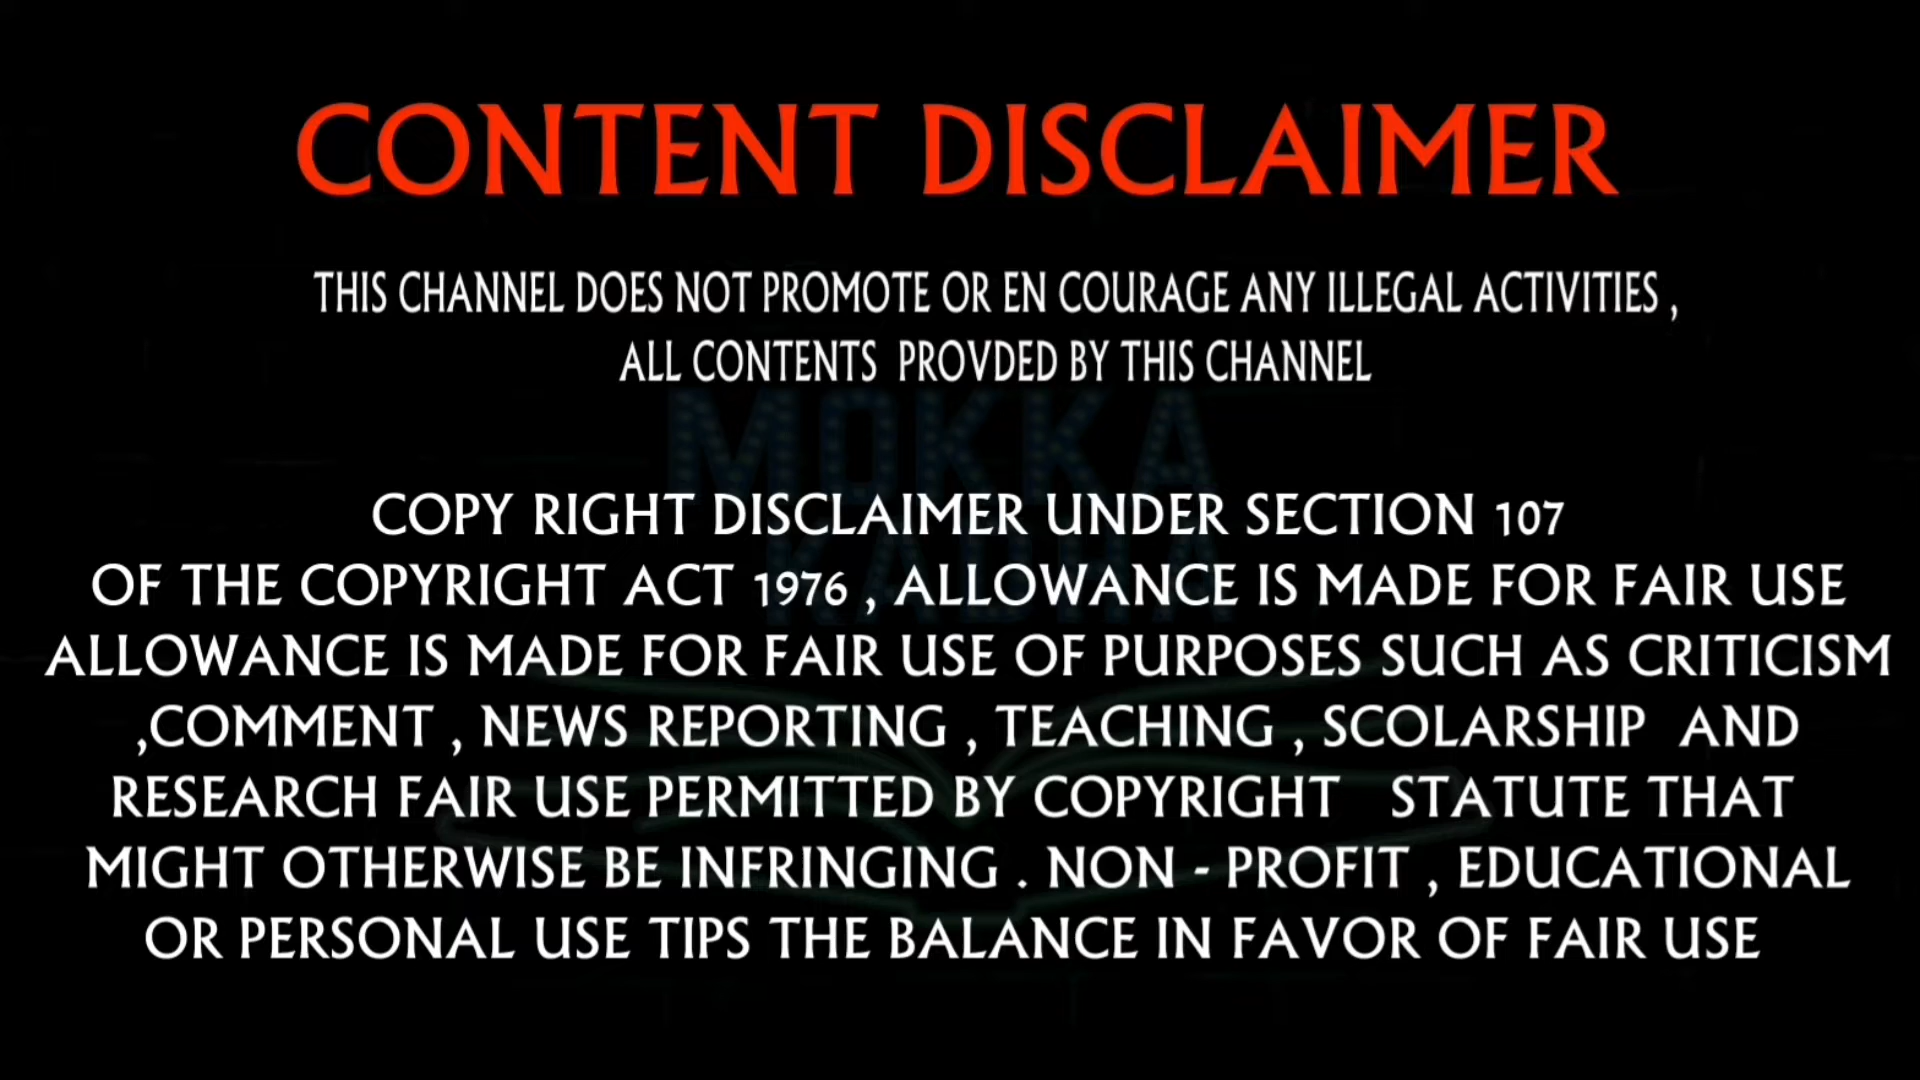 CONTENT DISCLAIMER
THIS CHANNEL DOES NOT PROMOTE OR EN COURAGE ANY ILLEGAL ACTIVITIES ,
ALL CONTENTS PROVDED BY THIS CHANNEL
MOKKA
KADHA
COPY RIGHT DISCLAIMER UNDER SECTION 107
OF THE COPYRIGHT ACT 1976 , ALLOWANCE IS MADE FOR FAIR USE
ALLOWANCE IS MADE FOR FAIR USE OF PURPOSES SUCH AS CRITICISM
,COMMENT , NEWS REPORTING , TEACHING , SCOLARSHIP AND
RESEARCH FAIR USE PERMITTED BY COPYRIGHT STATUTE THAT
MIGHT OTHERWISE BE INFRINGING . NON - PROFIT , EDUCATIONAL
OR PERSONAL USE TIPS THE BALANCE IN FAVOR OF FAIR USE